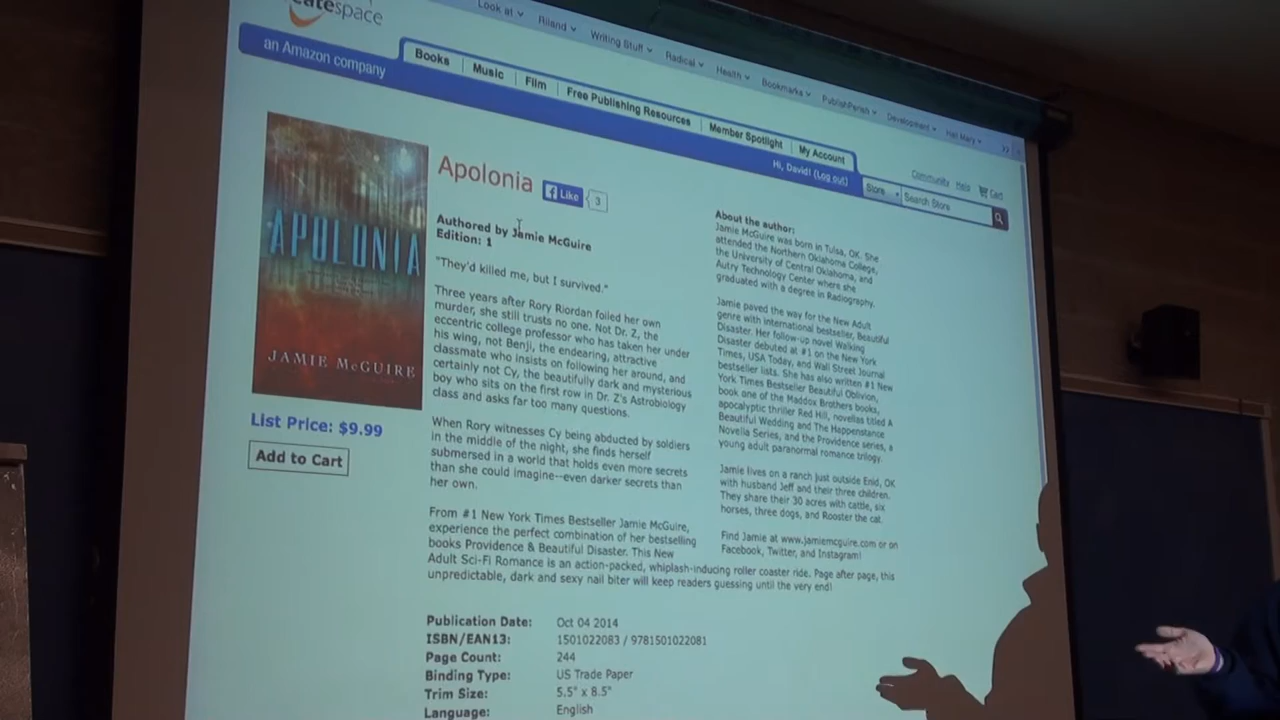 atespace
an Amazon company
Look at
Riland
Writing Stuff
Radical
Health
Bookmarks
PublishPerish
Development
Hail Mary
Books
Music
Film
Free Publishing Resources
Member Spotlight
My Account
Hi, David! (Log out)
Community
Help
Cart
Store
Search Store
APOLONIA
JAMIE McGUIRE
List Price: $9.99
Add to Cart
Apolonia
Like
3
Authored by Jamie McGuire
Edition: 1
"They'd killed me, but I survived."
Three years after Rory Riordan foiled her own
murder, she still trusts no one. Not Dr. Z, the
eccentric college professor who has taken her under
his wing, not Benji, the endearing, attractive
classmate who insists on following her around, and
certainly not Cy, the beautifully dark and mysterious
boy who sits on the first row in Dr. Z's Astrobiology
class and asks far too many questions.
When Rory witnesses Cy being abducted by soldiers
in the middle of the night, she finds herself
submersed in a world that holds even more secrets
than she could imagine--even darker secrets than
her own.
From #1 New York Times Bestseller Jamie McGuire,
experience the perfect combination of her bestselling
books Providence & Beautiful Disaster. This New
Adult Sci-Fi Romance is an action-packed, whiplash-inducing roller coaster ride. Page after page, this
unpredictable, dark and sexy nail biter will keep readers guessing until the very end!
About the author:
Jamie McGuire was born in Tulsa, OK. She
attended the Northern Oklahoma College,
the University of Central Oklahoma, and
Autry Technology Center where she
graduated with a degree in Radiography.
Jamie paved the way for the New Adult
genre with international bestseller, Beautiful
Disaster. Her follow-up novel Walking
Disaster debuted at #1 on the New York
Times, USA Today, and Wall Street Journal
bestseller lists. She has also written #1 New
York Times Bestseller Beautiful Oblivion,
book one of the Maddox Brothers books,
apocalyptic thriller Red Hill, novellas titled A
Beautiful Wedding and The Happenstance
Novella Series, and the Providence series, a
young adult paranormal romance trilogy.
Jamie lives on a ranch just outside Enid, OK
with husband Jeff and their three children.
They share their 30 acres with cattle, six
horses, three dogs, and Rooster the cat.
Find Jamie at www.jamiemcguire.com or on
Facebook, Twitter, and Instagram!
Publication Date: Oct 04 2014
ISBN/EAN13: 1501022083 / 9781501022081
Page Count: 244
Binding Type: US Trade Paper
Trim Size: 5.5" x 8.5"
Language: English